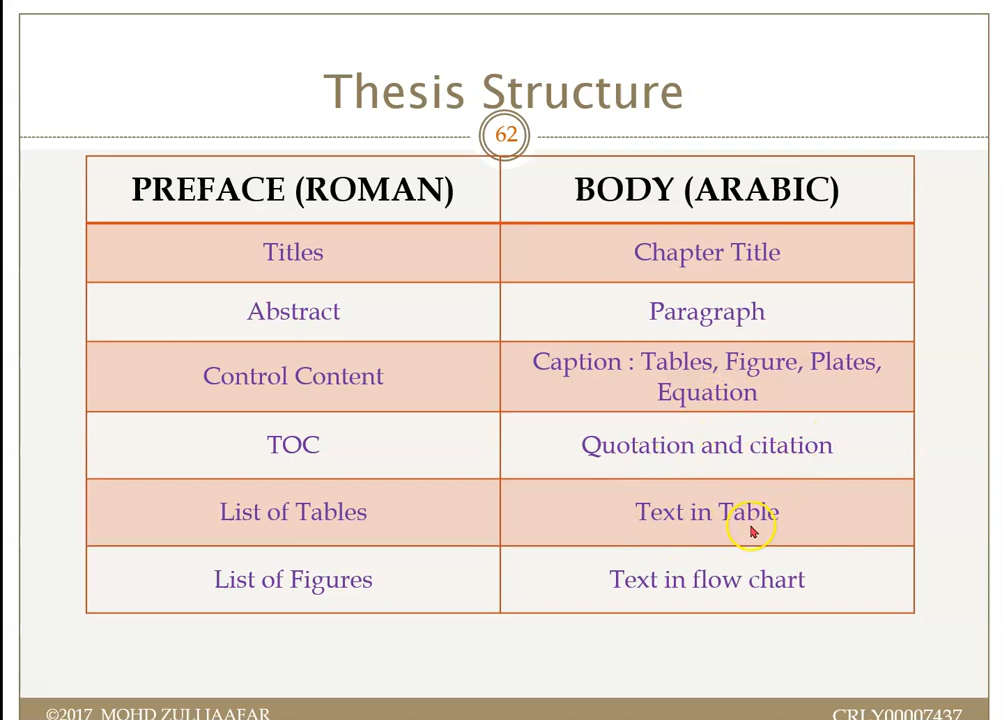 Thesis Structure
62
PREFACE (ROMAN)
BODY (ARABIC)
Titles
Chapter Title
Abstract
Paragraph
Control Content
Caption : Tables, Figure, Plates,
Equation
TOC
Quotation and citation
List of Tables
Text in Table
List of Figures
Text in flow chart
©2017 MOHD ZULI JAAFAR
CRLY00007437